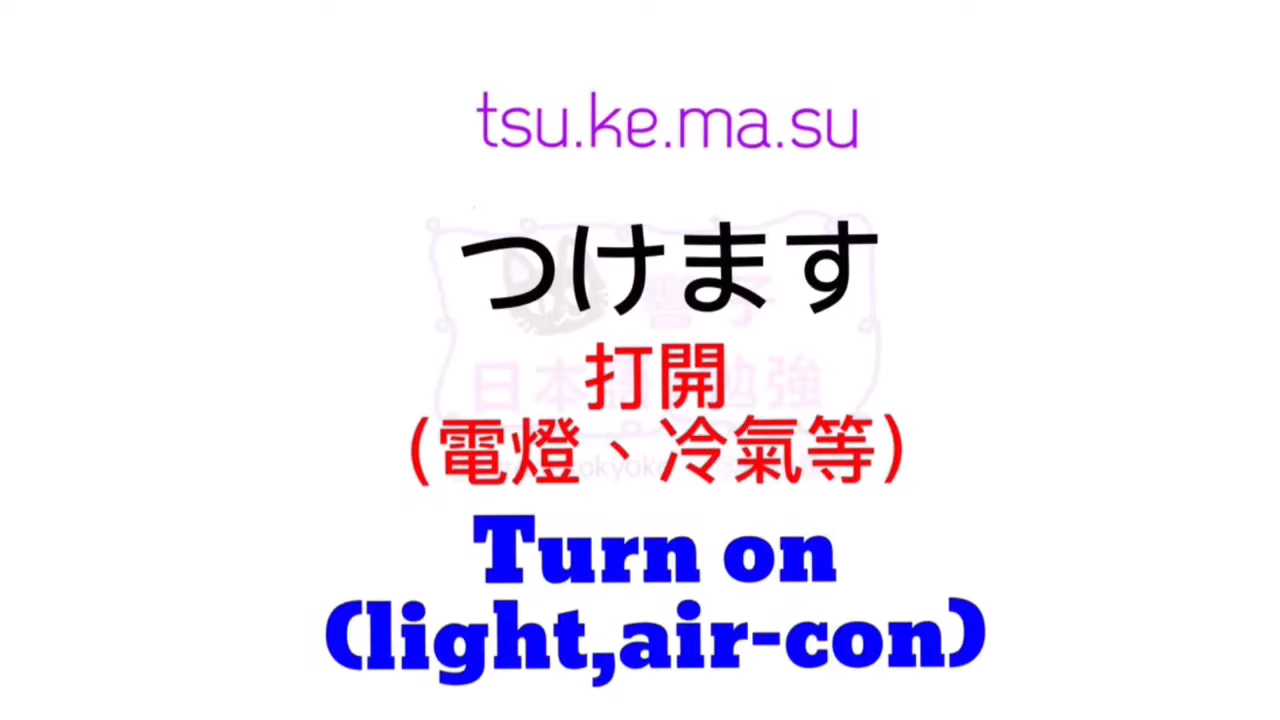 tsu.ke.ma.su
つけます
打開
(電燈、冷氣等)
Turn on
(light,air-con)